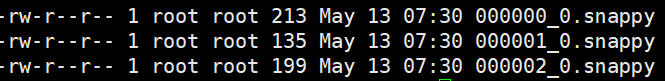 -rw-r--r-- 1 root root 213 May 13 07:30 000000_0.snappy
-rw-r--r-- 1 root root 135 May 13 07:30 000001_0.snappy
-rw-r--r-- 1 root root 199 May 13 07:30 000002_0.snappy